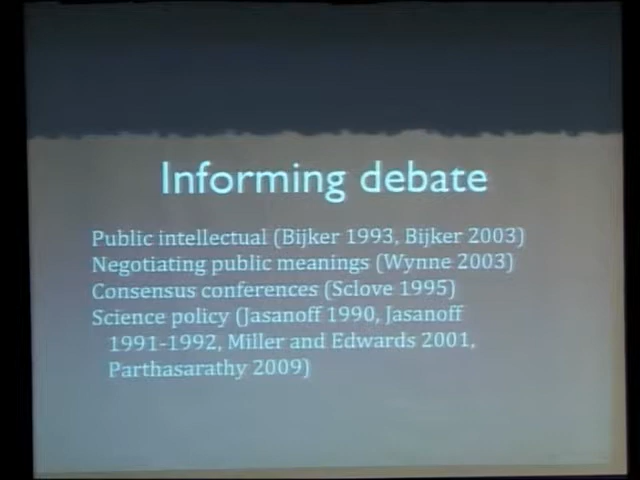 Informing debate
Public intellectual (Bijker 1993, Bijker 2003)
Negotiating public meanings (Wynne 2003)
Consensus conferences (Sclove 1995)
Science policy (Jasanoff 1990, Jasanoff
1991-1992, Miller and Edwards 2001,
Parthasarathy 2009)